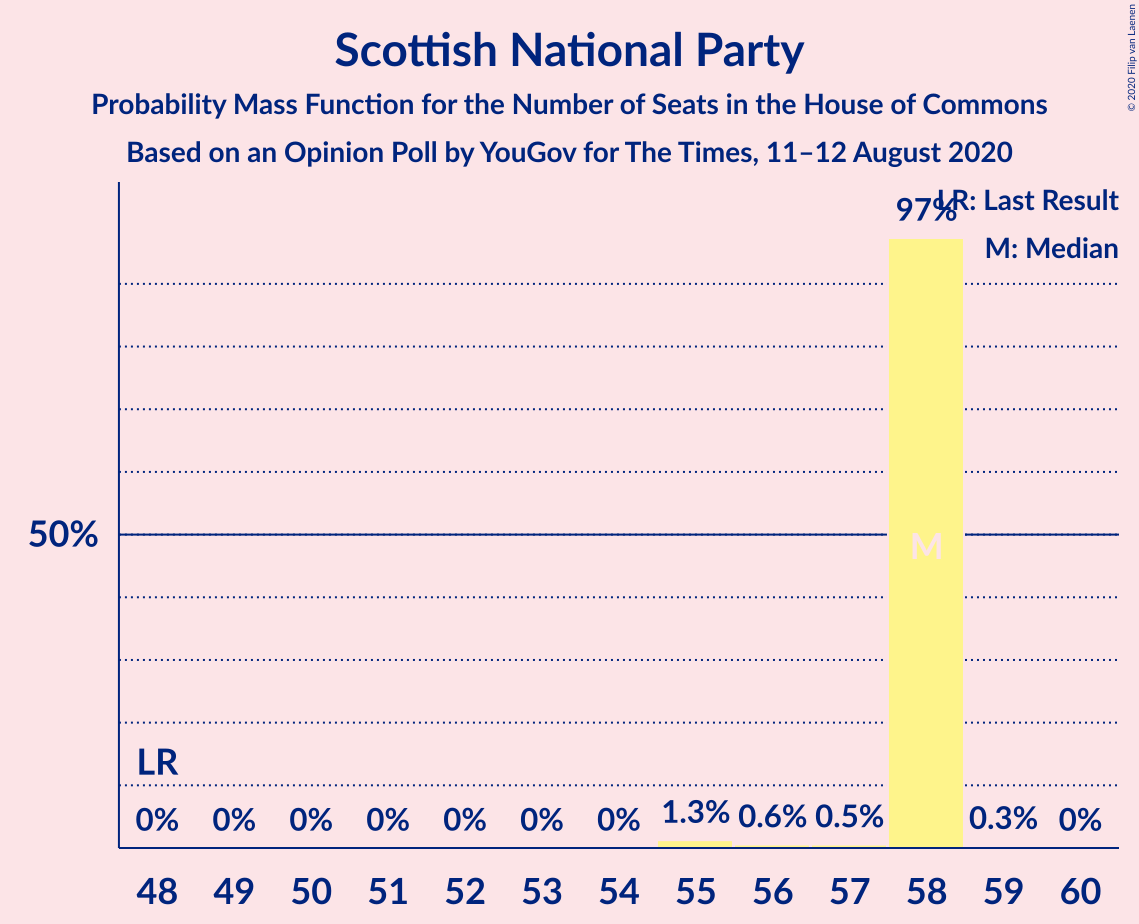 Scottish National Party
Probability Mass Function for the Number of Seats in the House of Commons
Based on an Opinion Poll by YouGov for The Times, 11–12 August 2020
© 2020 Filip van Laenen
LR: Last Result
M: Median
97%
50%
M
LR
0% 0% 0% 0% 0% 0% 0% 1.3% 0.6% 0.5% 0.3% 0%
48 49 50 51 52 53 54 55 56 57 58 59 60